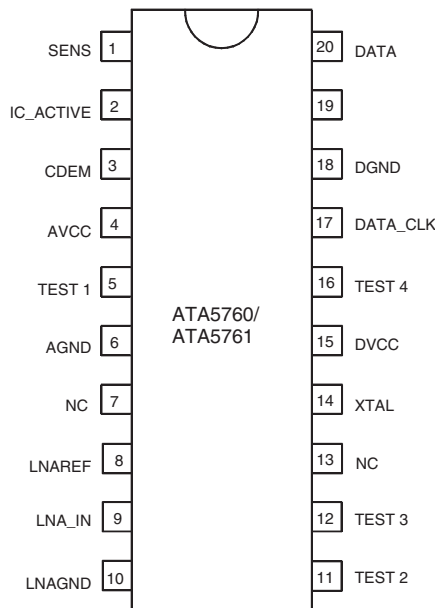 SENS 1
IC_ACTIVE 2
CDEM 3
AVCC 4
TEST 1 5
AGND 6
NC 7
LNAREF 8
LNA_IN 9
LNAGND 10
ATA5760/
ATA5761
20 DATA
19
18 DGND
17 DATA_CLK
16 TEST 4
15 DVCC
14 XTAL
13 NC
12 TEST 3
11 TEST 2